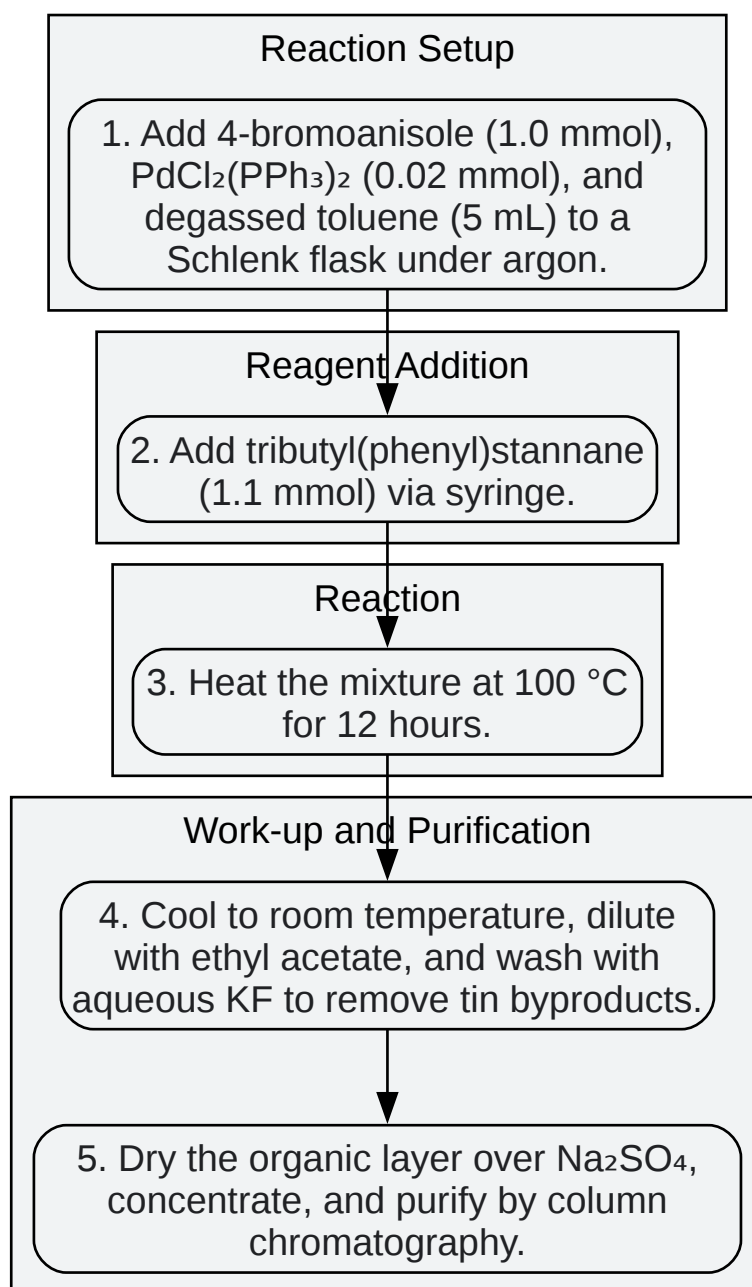 Reaction Setup
1. Add 4-bromoanisole (1.0 mmol),
PdCl₂(PPh₃)₂ (0.02 mmol), and
degassed toluene (5 mL) to a
Schlenk flask under argon.
Reagent Addition
2. Add tributyl(phenyl)stannane
(1.1 mmol) via syringe.
Reaction
3. Heat the mixture at 100 °C
for 12 hours.
Work-up and Purification
4. Cool to room temperature, dilute
with ethyl acetate, and wash with
aqueous KF to remove tin byproducts.
5. Dry the organic layer over Na₂SO₄,
concentrate, and purify by column
chromatography.